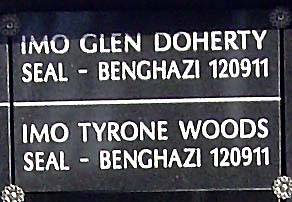 IMO GLEN DOHERTY
SEAL - BENGHAZI 120911
IMO TYRONE WOODS
SEAL - BENGHAZI 120911